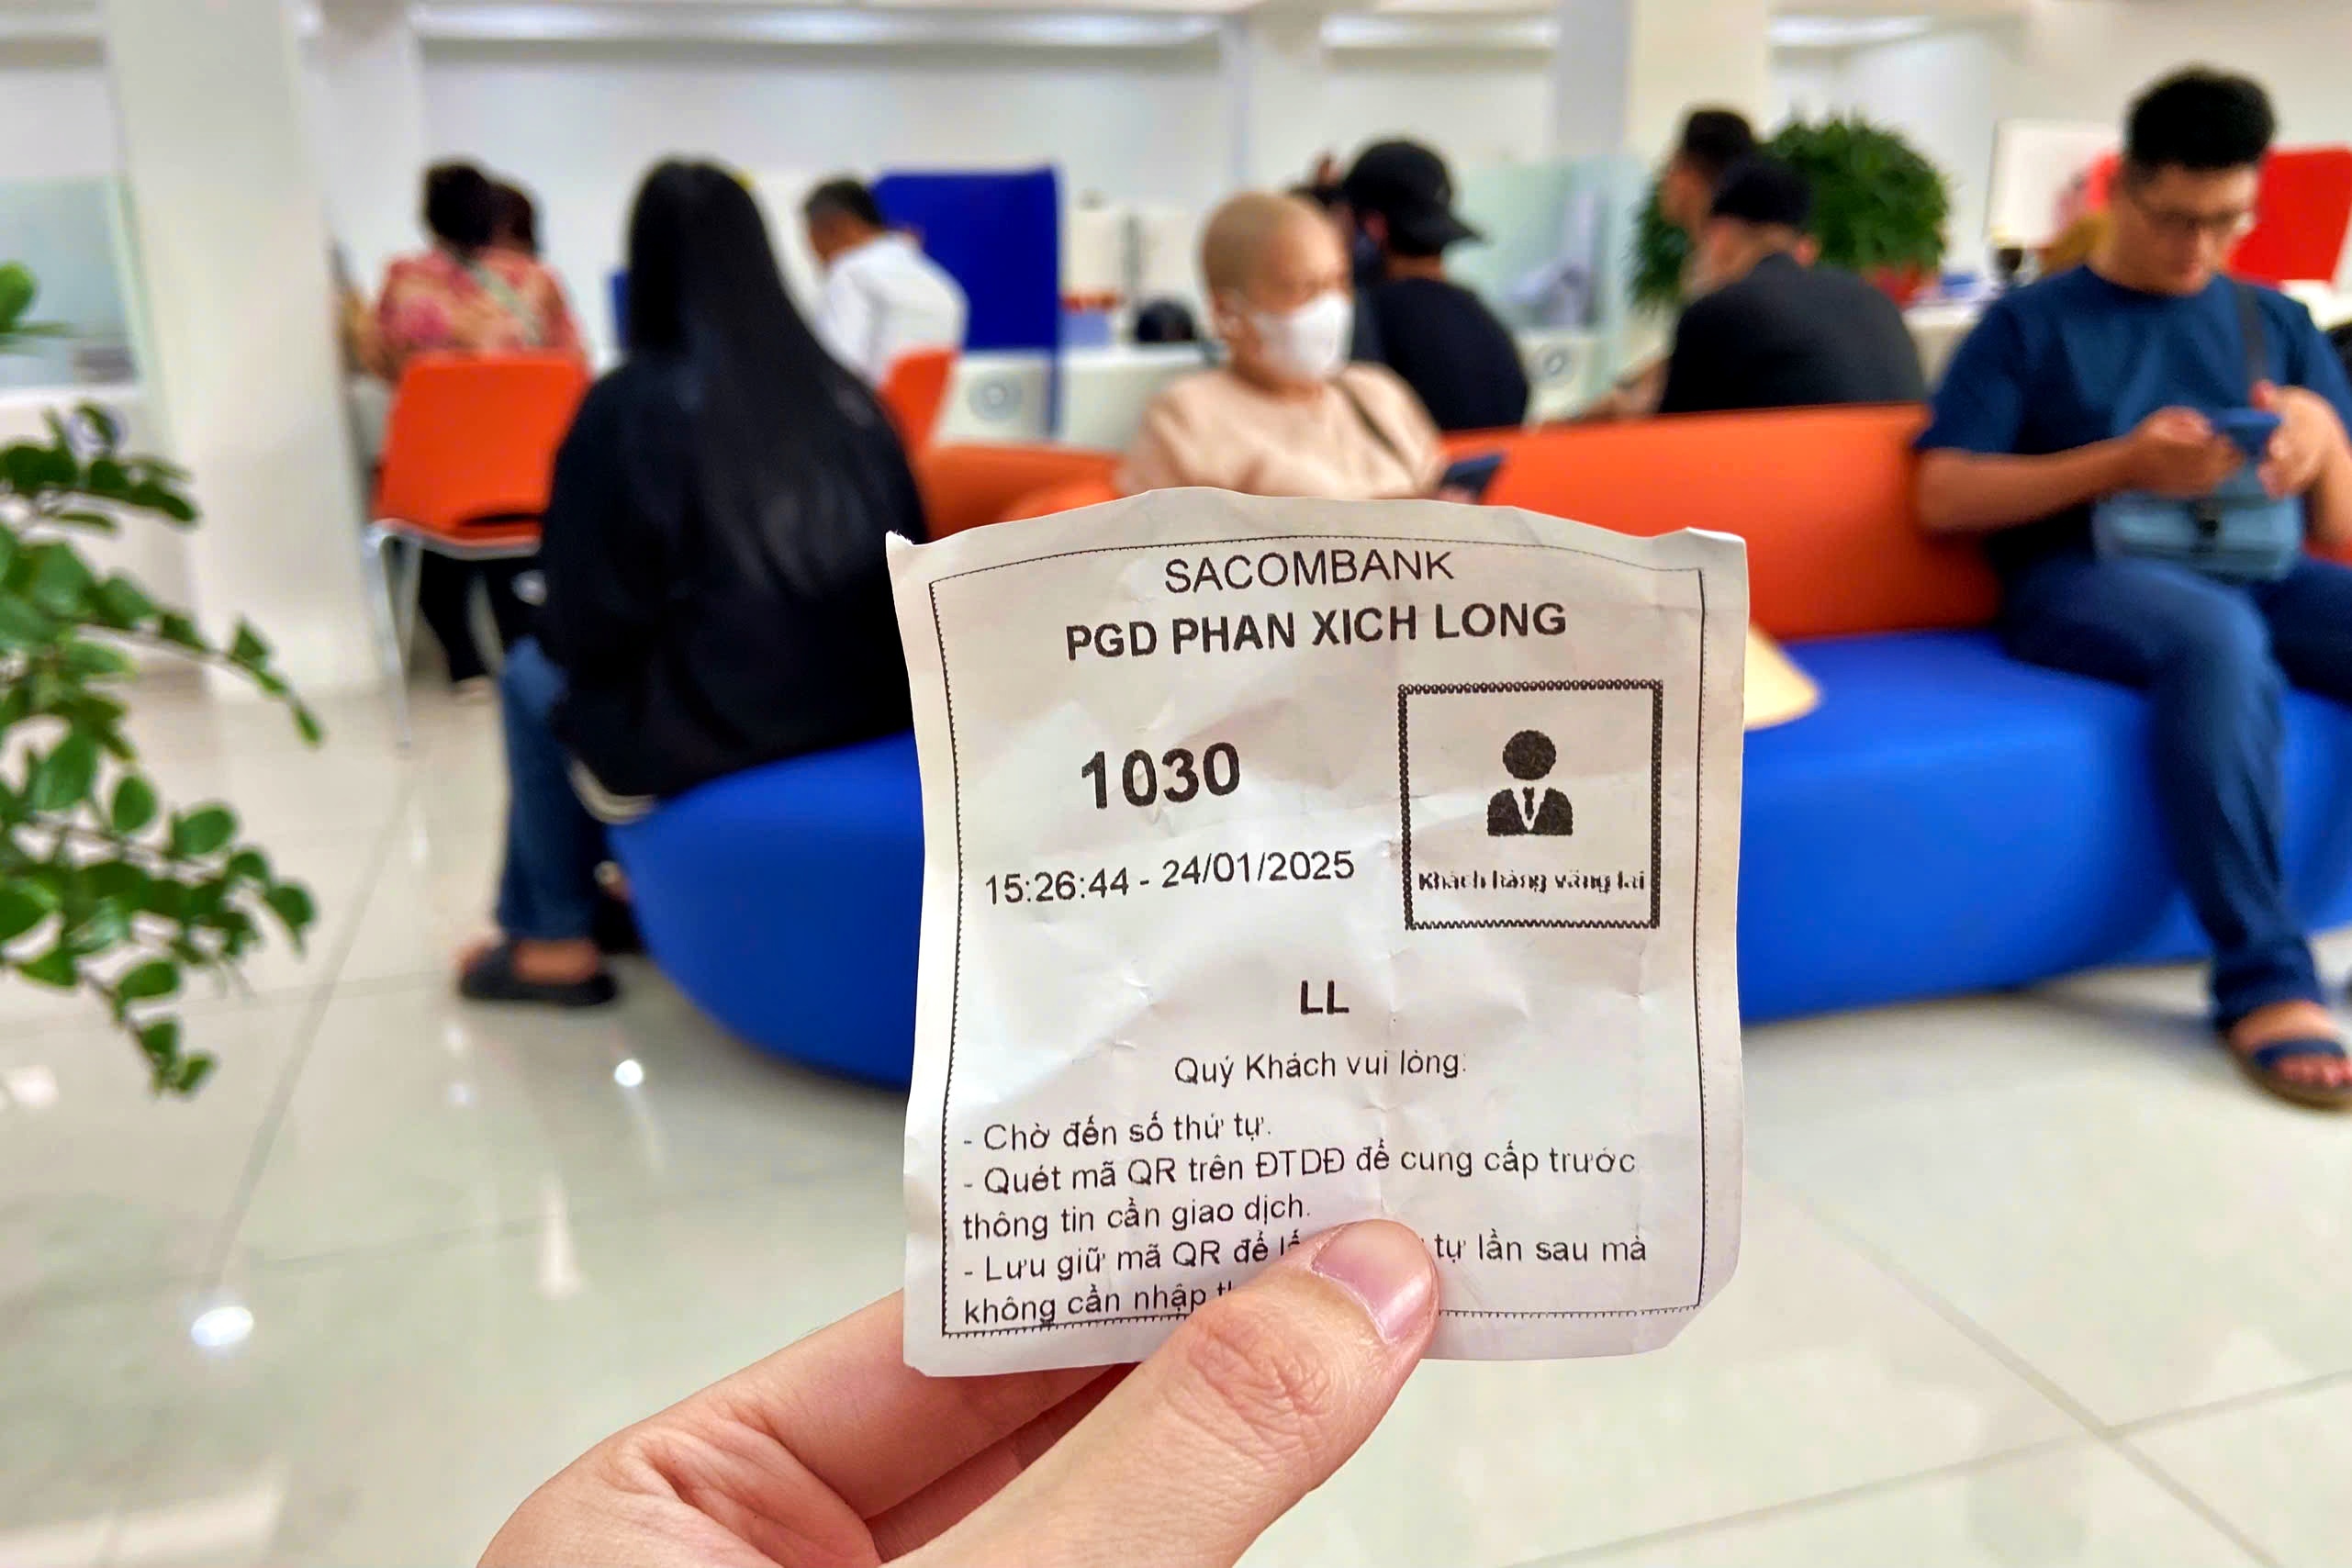 SACOMBANK
PGD PHAN XICH LONG
1030
15:26:44 - 24/01/2025
Khách hàng vãng lai
LL
Quý Khách vui lòng:
- Chờ đến số thứ tự.
- Quét mã QR trên ĐTDĐ để cung cấp trước
thông tin cần giao dịch.
- Lưu giữ mã QR để tự lần sau mà
không cần nhập